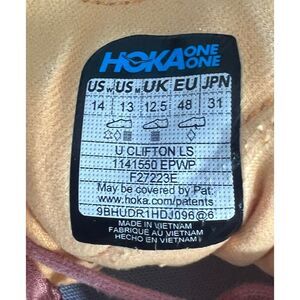 HOKA ONE ONE
US W US M UK EU JPN
14 13 12.5 48 31
U CLIFTON LS
1141550 EPWP
F27223E
May be covered by Pat:
www.hoka.com/patents
9BHUDR1HDJ096@6
MADE IN VIETNAM
FABRIQUÉ AU VIETNAM
HECHO EN VIETNAM